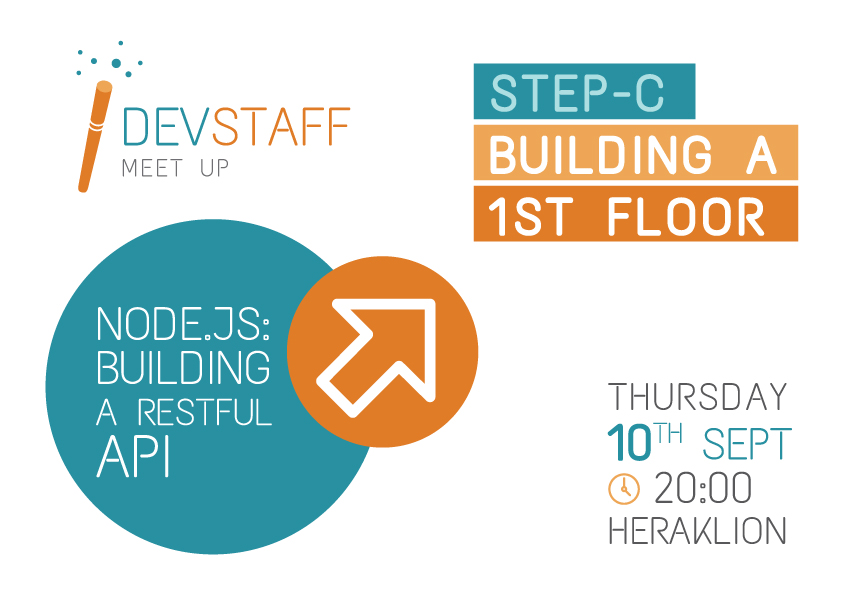 DEVSTAFF
MEET UP
STEP-C
BUILDING A
1ST FLOOR
NODE.JS:
BUILDING
A RESTFUL
API
THURSDAY
10TH SEPT
20:00
HERAKLION